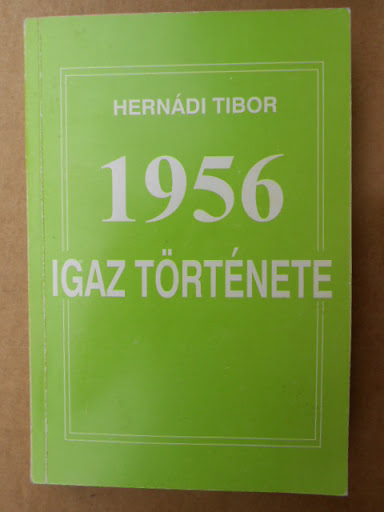 HERNÁDI TIBOR
1956
IGAZ TÖRTÉNETE